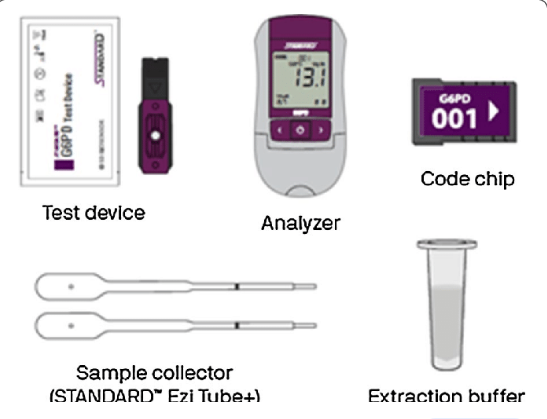 STANDARD
G6PD Test Device
Test device
13.1
G6PD
Analyzer
G6PD
001
Code chip
Sample collector
(STANDARD™ Ezi Tube+)
Extraction buffer